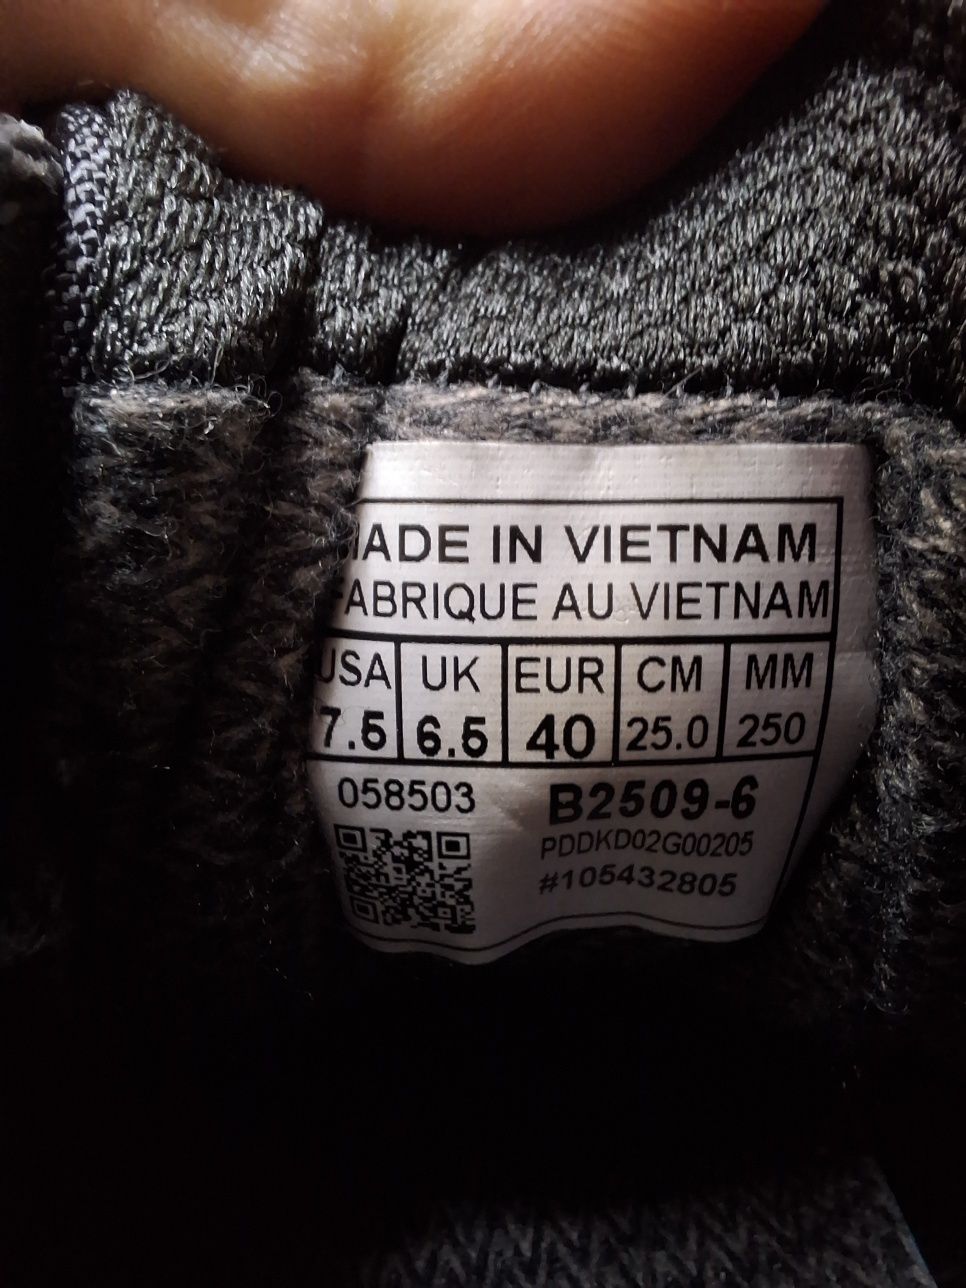 MADE IN VIETNAM
FABRIQUE AU VIETNAM
USA UK EUR CM MM
7.5 6.5 40 25.0 250
058503 B2509-6
PDDKD02G00205
#105432805